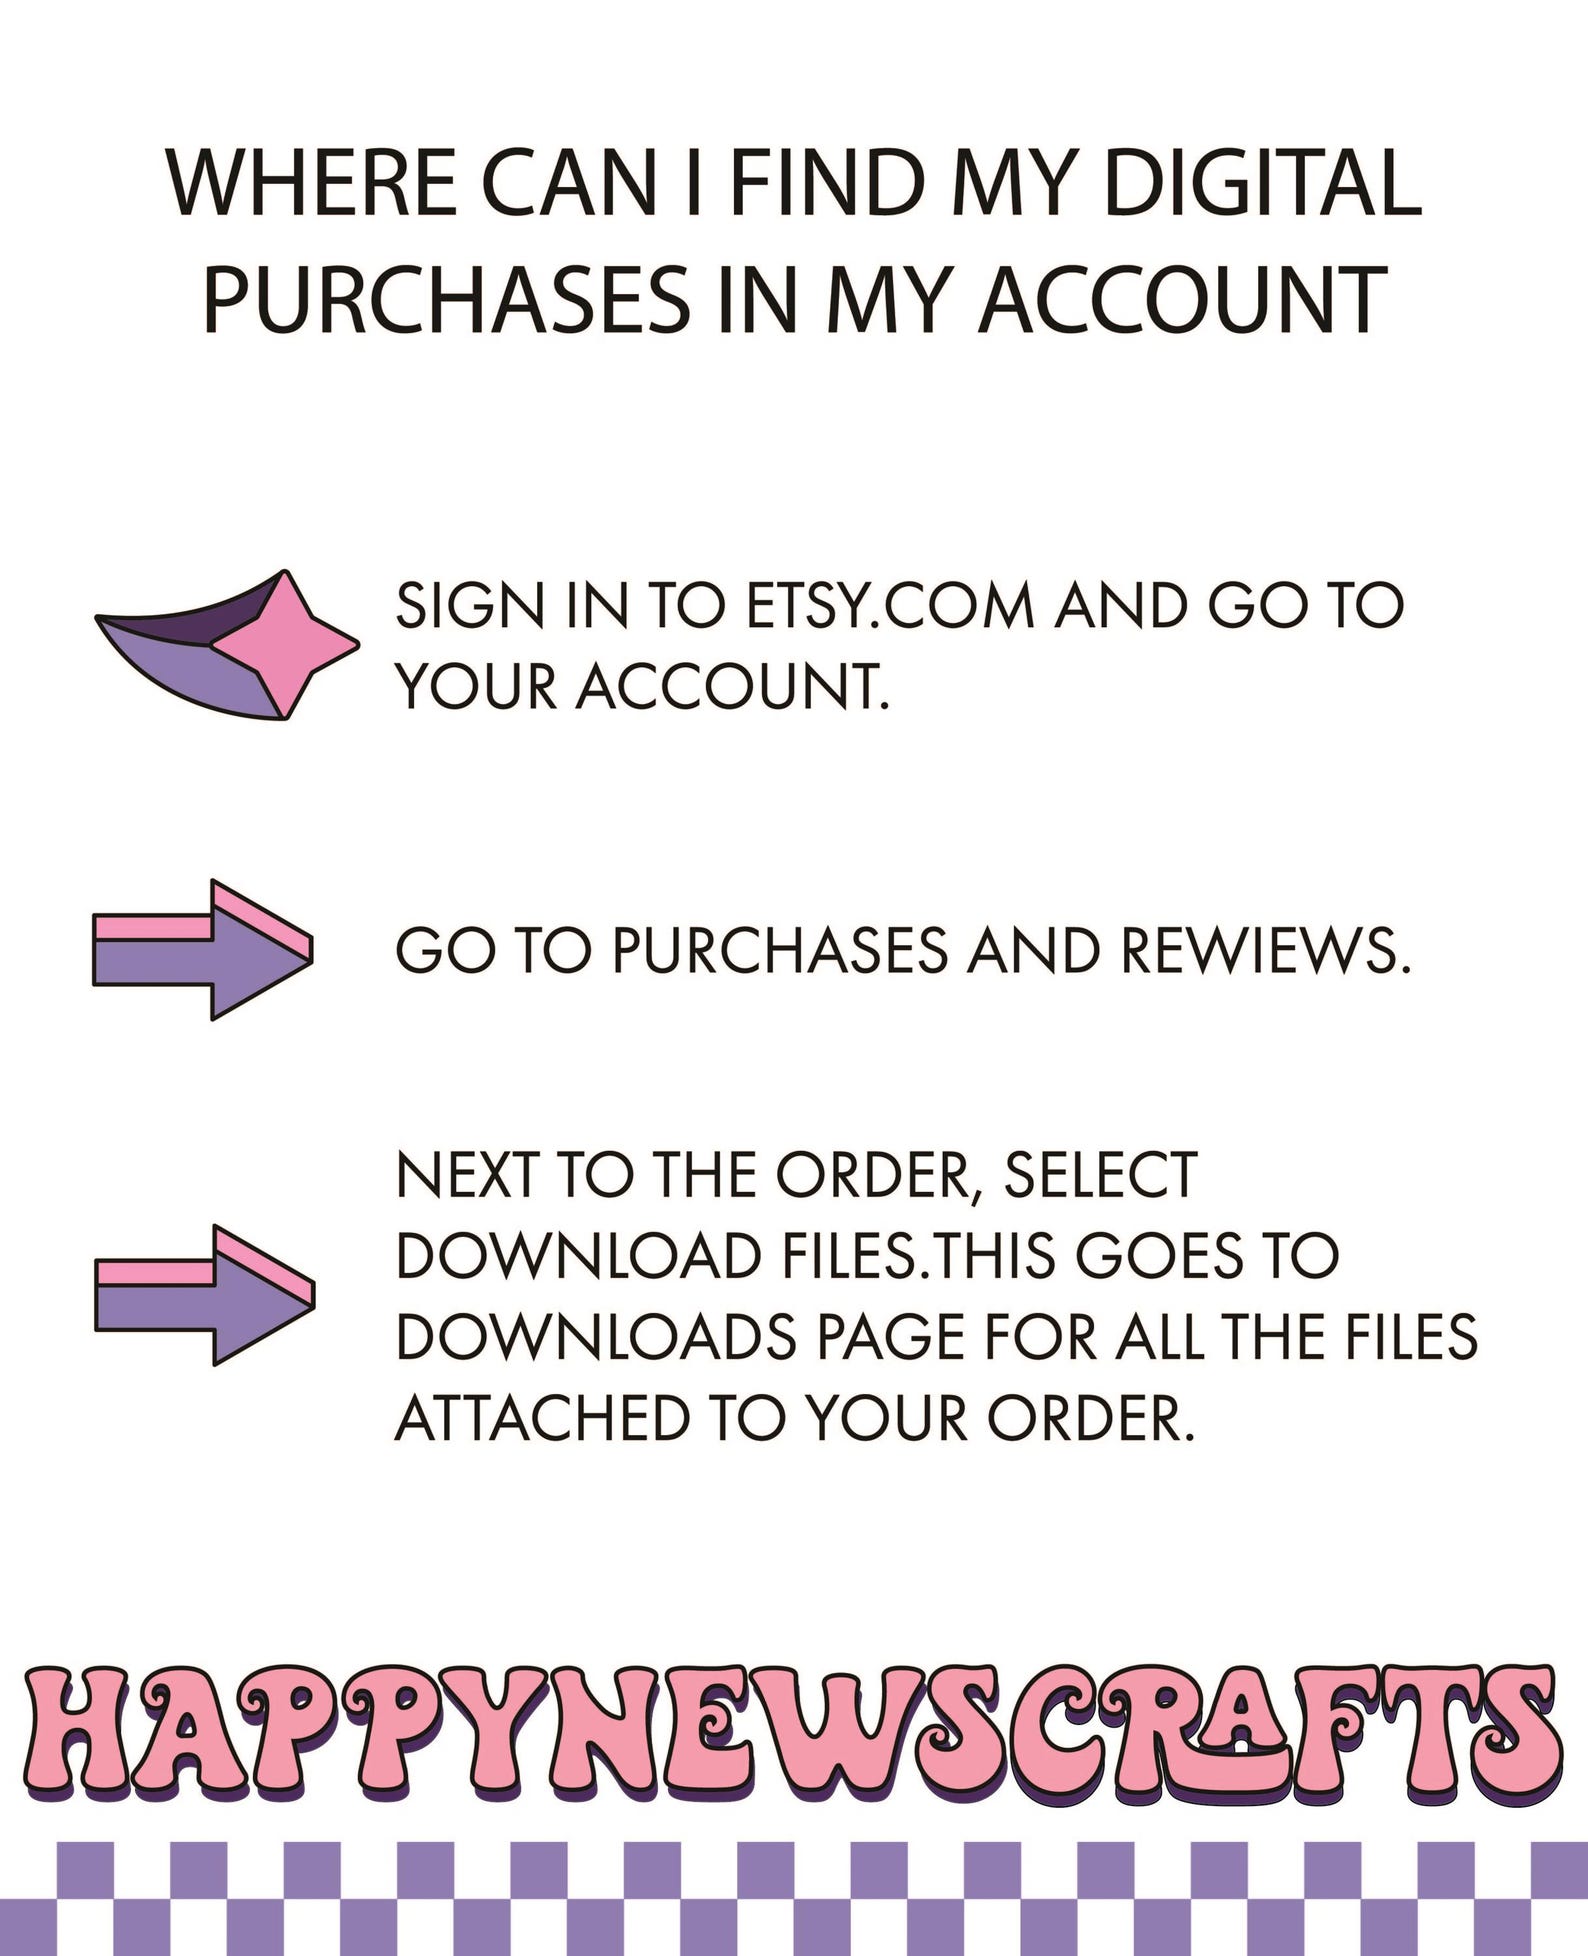 WHERE CAN I FIND MY DIGITAL
PURCHASES IN MY ACCOUNT
SIGN IN TO ETSY.COM AND GO TO
YOUR ACCOUNT.
GO TO PURCHASES AND REWIEWS.
NEXT TO THE ORDER, SELECT
DOWNLOAD FILES.THIS GOES TO
DOWNLOADS PAGE FOR ALL THE FILES
ATTACHED TO YOUR ORDER.
HAPPYNEWSCRAFTS